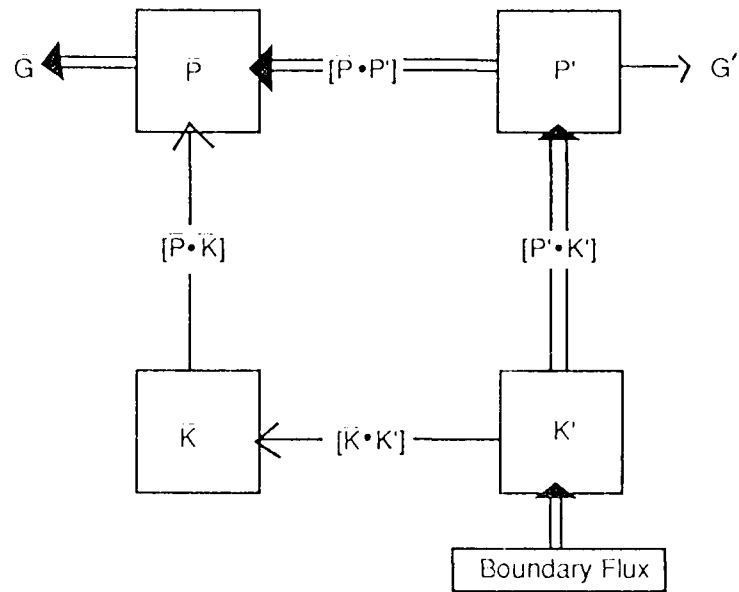 Ḡ P̄ [P̄•P'] P' G'
[P̄•K̄] [P'•K']
K̄ [K̄•K'] K'
Boundary Flux